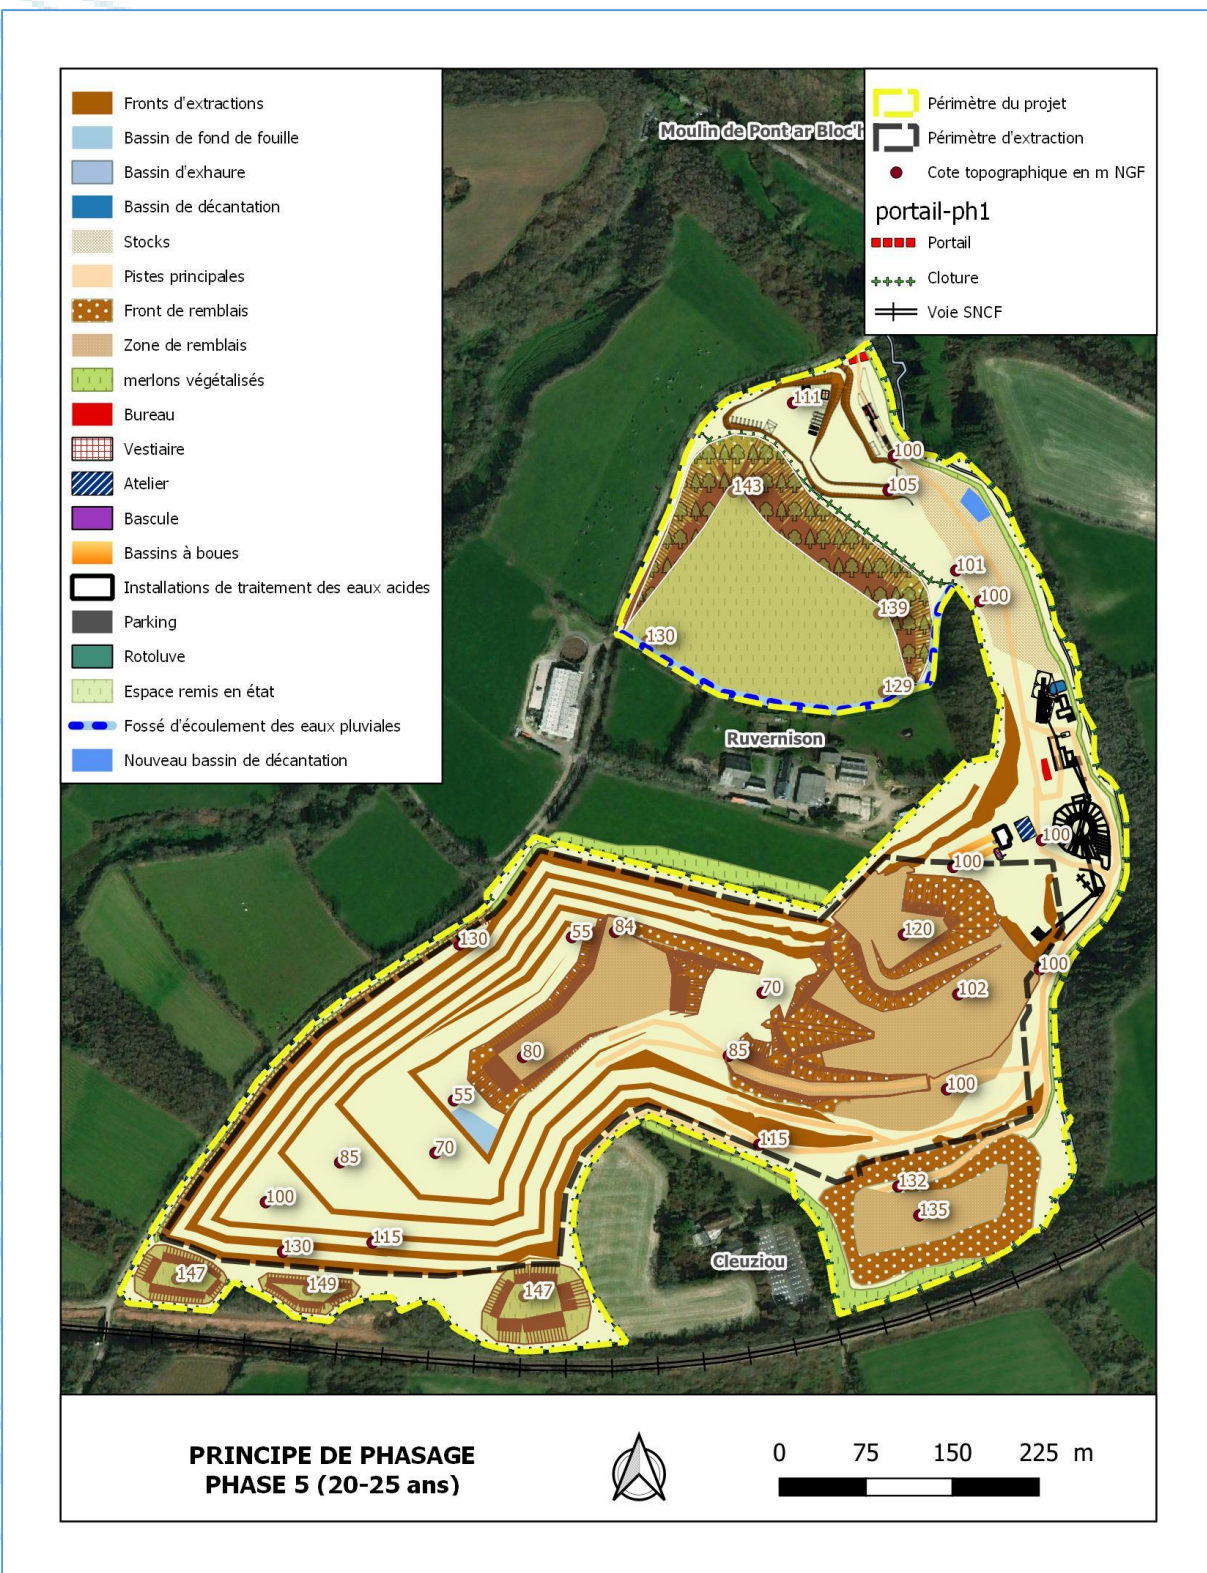 Fronts d'extractions
Bassin de fond de fouille
Bassin d'exhaure
Bassin de décantation
Stocks
Pistes principales
Front de remblais
Zone de remblais
merlons végétalisés
Bureau
Vestiaire
Atelier
Bascule
Bassins à boues
Installations de traitement des eaux acides
Parking
Rotoluve
Espace remis en état
Fossé d'écoulement des eaux pluviales
Nouveau bassin de décantation
Périmètre du projet
Périmètre d'extraction
Cote topographique en m NGF
portail-ph1
Portail
Cloture
Voie SNCF
Moulin de Pont ar Bloc'h
111
100
105
143
101
100
139
130
129
Ruvernison
100
100
120
84
55
130
100
70
102
85
80
100
55
115
70
85
132
100
135
115
130
Cleuziou
147
149
147
PRINCIPE DE PHASAGE
PHASE 5 (20-25 ans)
0 75 150 225 m